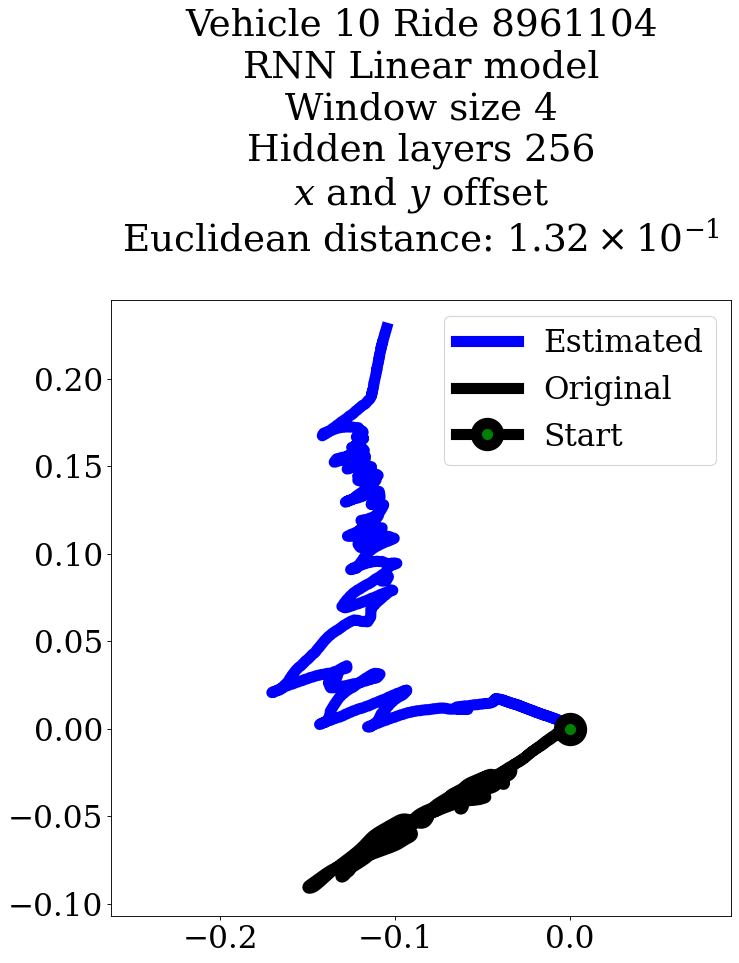 Vehicle 10 Ride 8961104
RNN Linear model
Window size 4
Hidden layers 256
x and y offset
Euclidean distance: 1.32 × 10⁻¹
Estimated
Original
Start
0.20
0.15
0.10
0.05
0.00
−0.05
−0.10
−0.2
−0.1
0.0